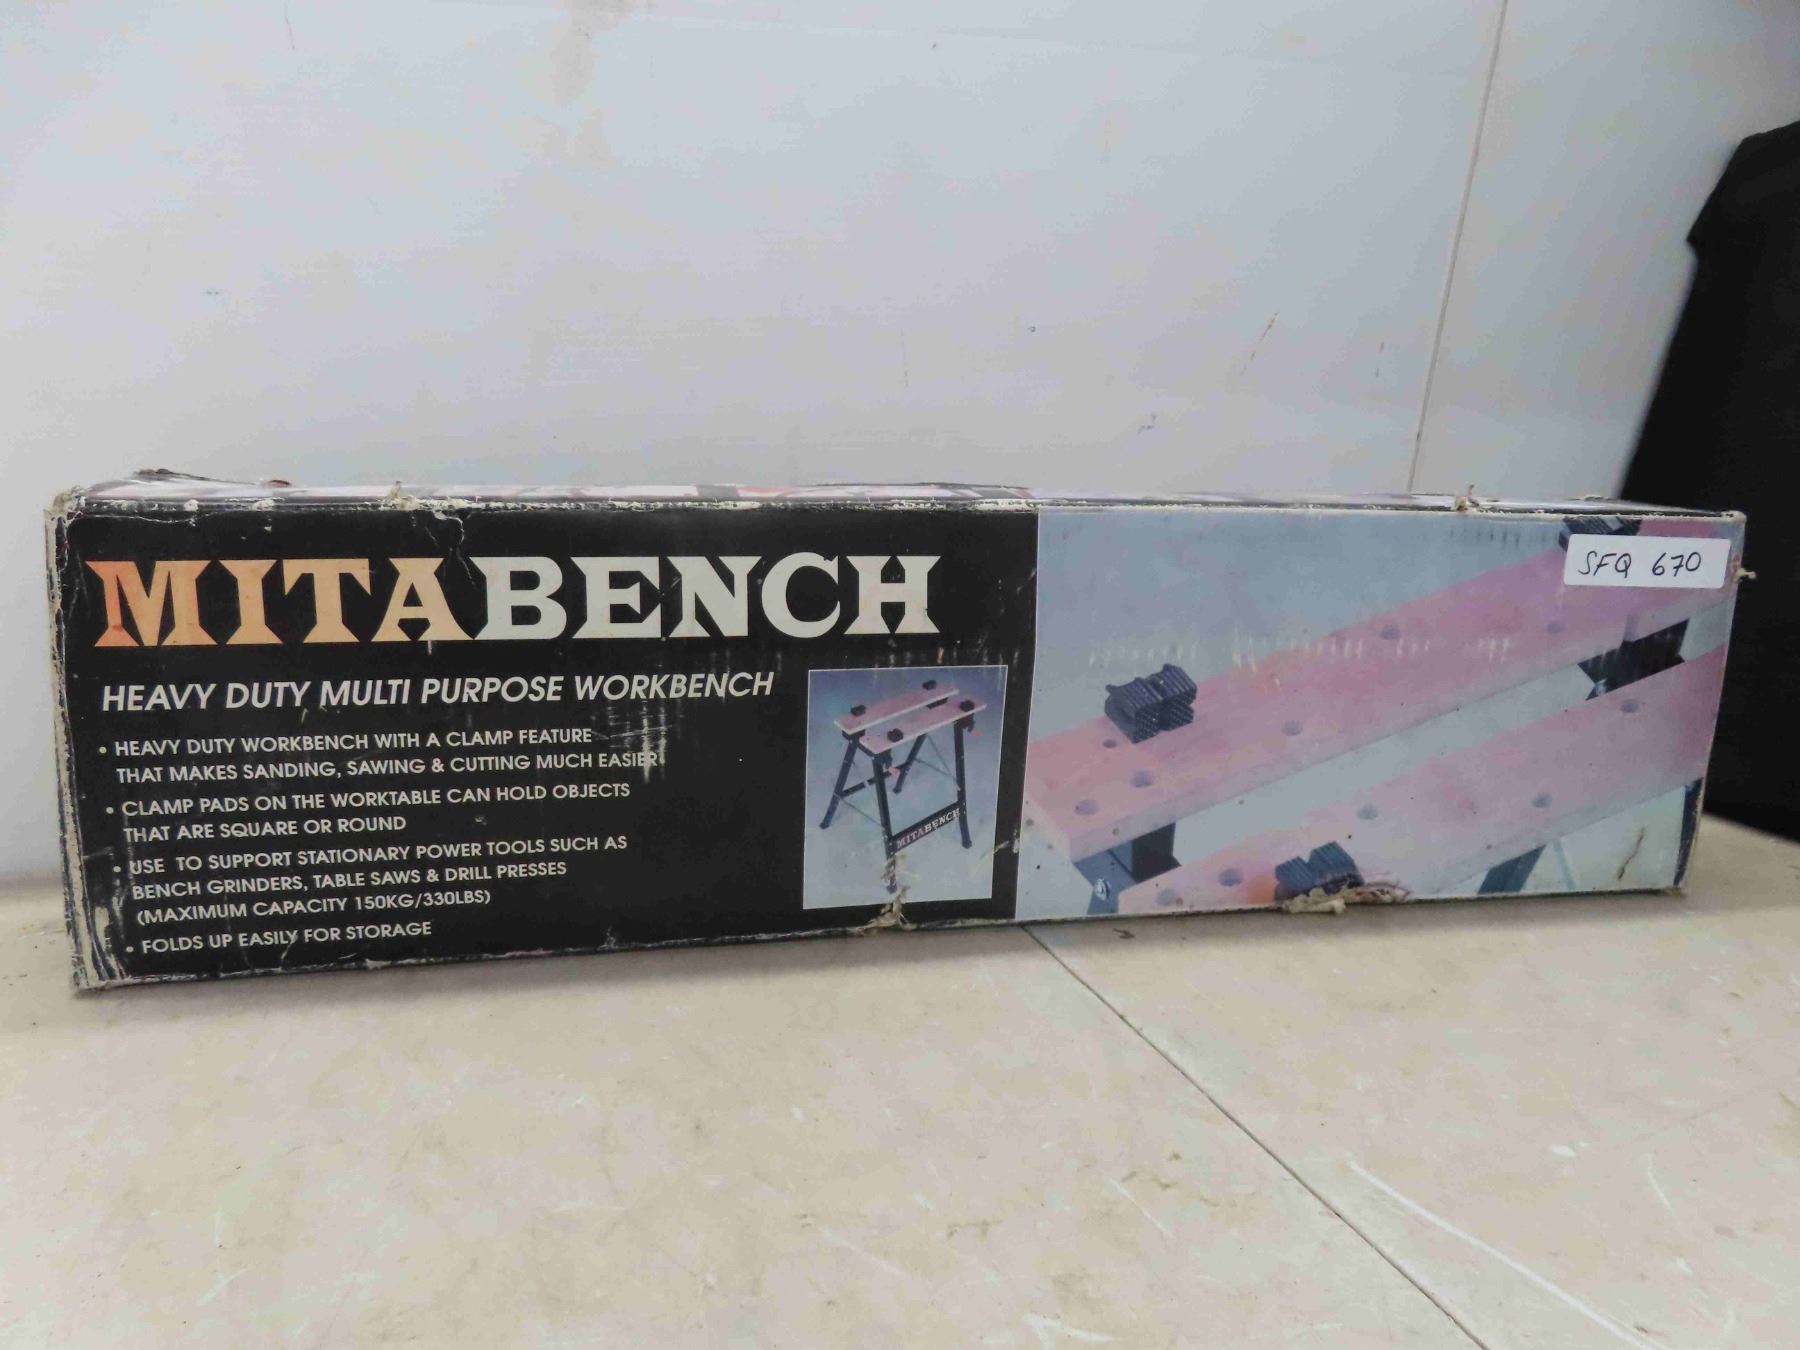 MITABENCH
HEAVY DUTY MULTI PURPOSE WORKBENCH
• HEAVY DUTY WORKBENCH WITH A CLAMP FEATURE
THAT MAKES SANDING, SAWING & CUTTING MUCH EASIER
• CLAMP PADS ON THE WORKTABLE CAN HOLD OBJECTS
THAT ARE SQUARE OR ROUND
• USE TO SUPPORT STATIONARY POWER TOOLS SUCH AS
BENCH GRINDERS, TABLE SAWS & DRILL PRESSES
(MAXIMUM CAPACITY 150KG/330LBS)
• FOLDS UP EASILY FOR STORAGE
MITABENCH
SFQ 670